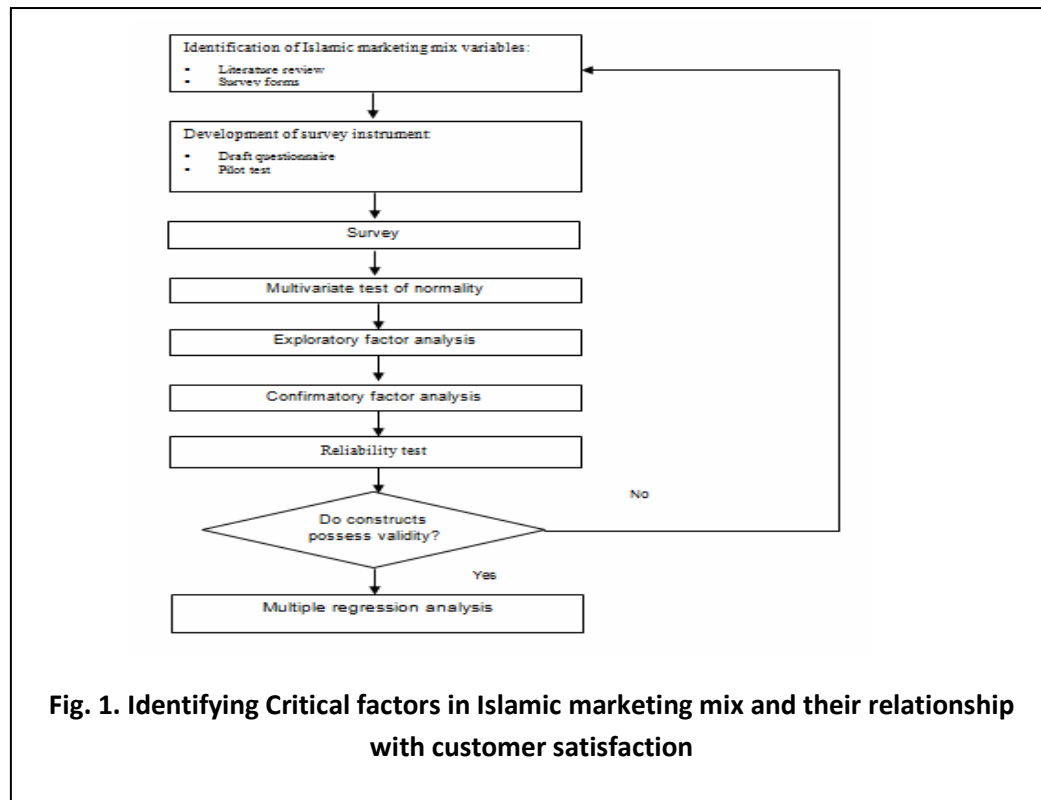 Identification of Islamic marketing mix variables:
• Literature review
• Survey forms
Development of survey instrument:
• Draft questionnaire
• Pilot test
Survey
Multivariate test of normality
Exploratory factor analysis
Confirmatory factor analysis
Reliability test
No
Do constructs
possess validity?
Yes
Multiple regression analysis
Fig. 1. Identifying Critical factors in Islamic marketing mix and their relationship
with customer satisfaction